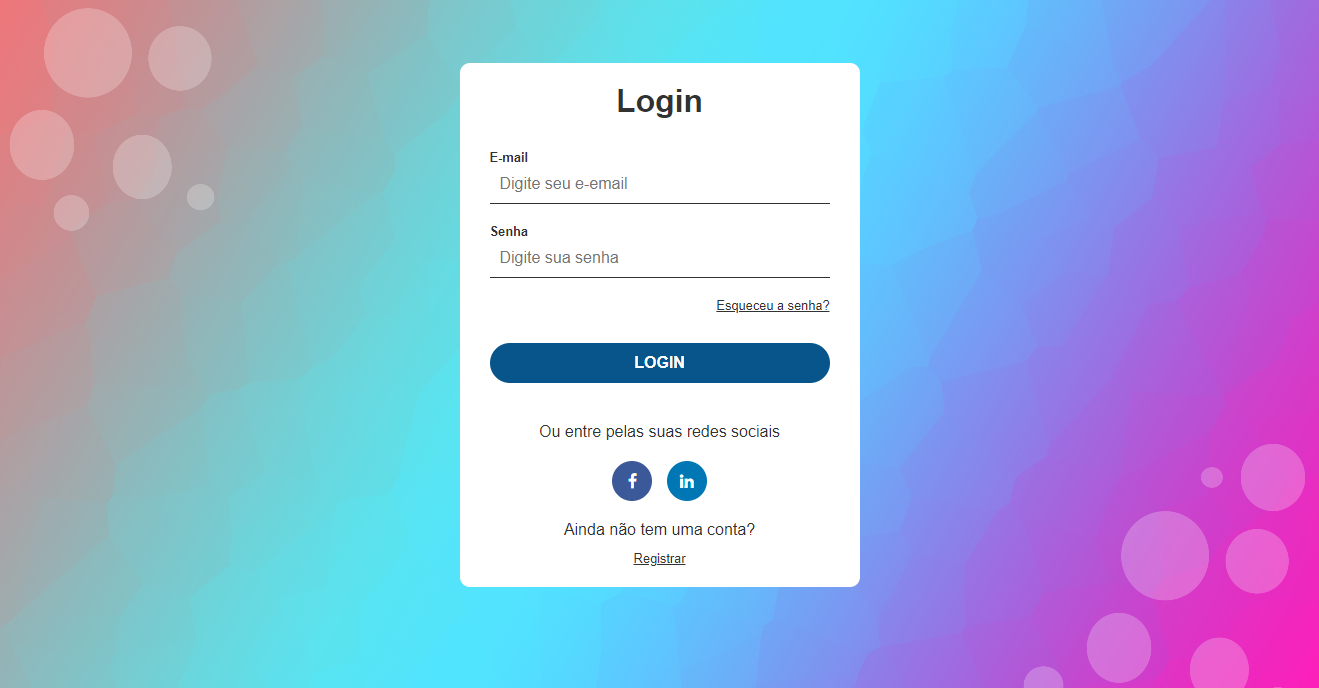 Login
E-mail
Digite seu e-email
Senha
Digite sua senha
Esqueceu a senha?
LOGIN
Ou entre pelas suas redes sociais
f in
Ainda não tem uma conta?
Registrar